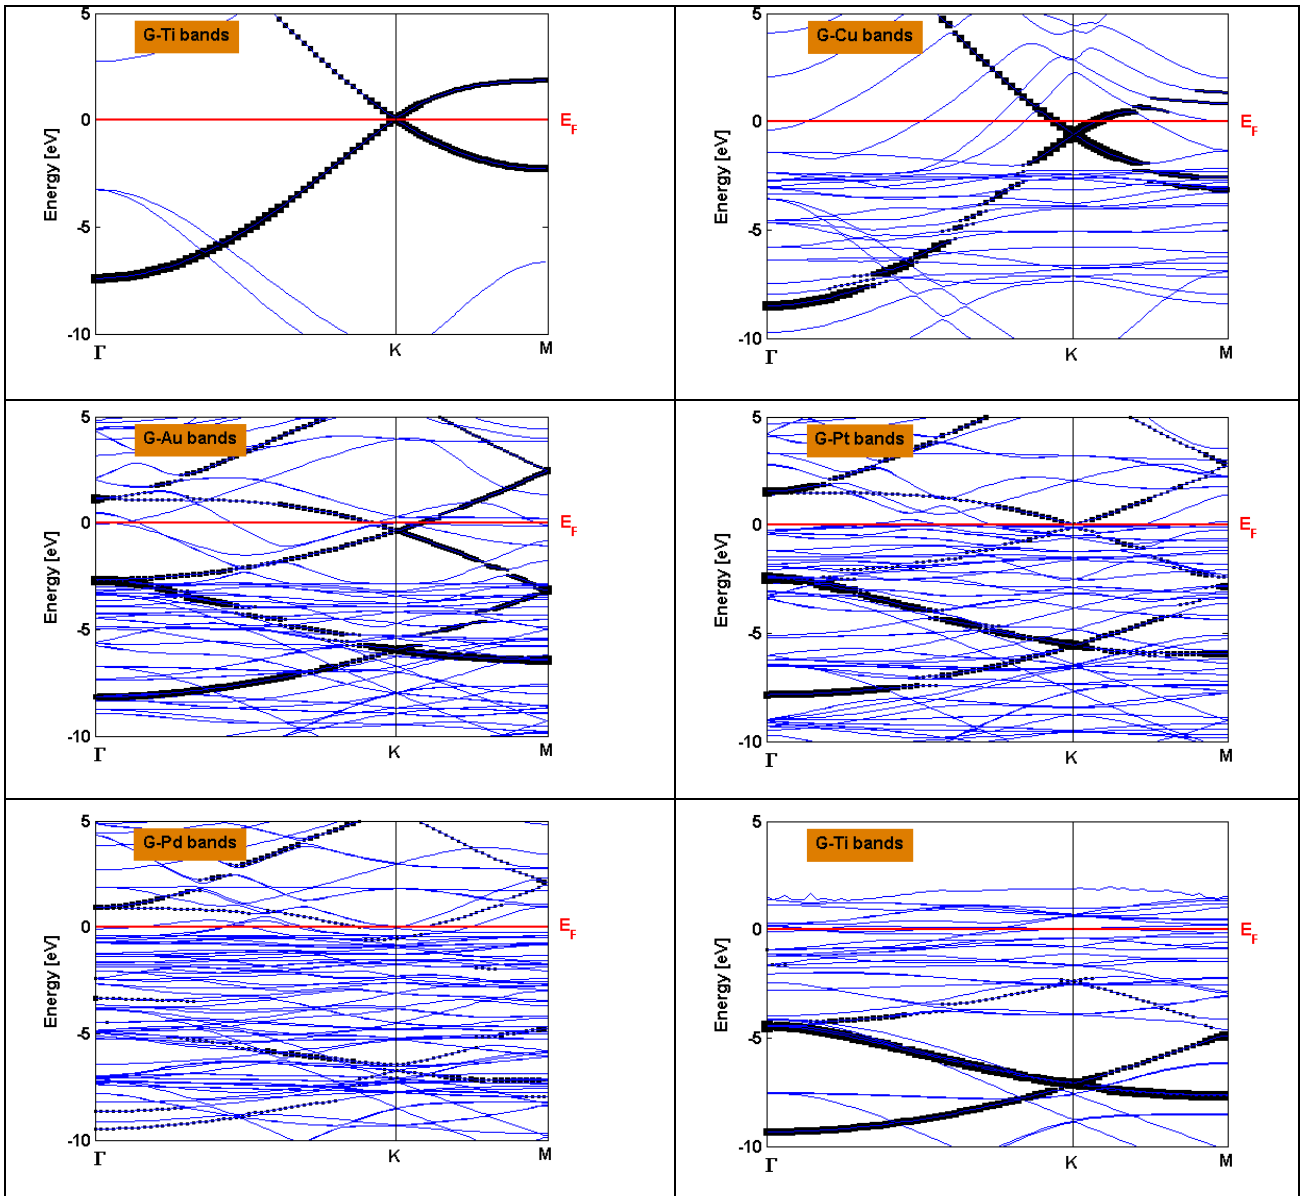 G-Ti bands
5
0
-5
-10
Energy [eV]
Γ
K
M
E_F
G-Cu bands
5
0
-5
-10
Energy [eV]
Γ
K
M
E_F
G-Au bands
5
0
-5
-10
Energy [eV]
Γ
K
M
E_F
G-Pt bands
5
0
-5
-10
Energy [eV]
Γ
K
M
E_F
G-Pd bands
5
0
-5
-10
Energy [eV]
Γ
K
M
E_F
G-Ti bands
5
0
-5
-10
Energy [eV]
Γ
K
M
E_F